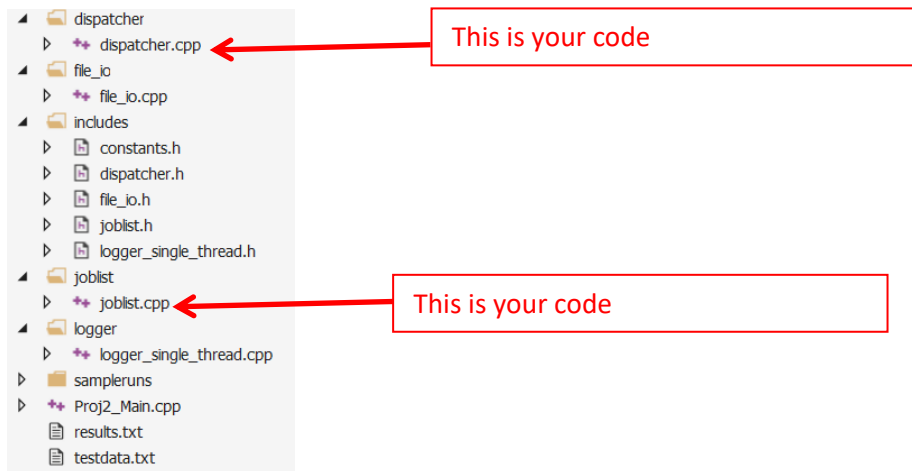 dispatcher
dispatcher.cpp
This is your code
file_io
file_io.cpp
includes
constants.h
dispatcher.h
file_io.h
joblist.h
logger_single_thread.h
joblist
joblist.cpp
This is your code
logger
logger_single_thread.cpp
sampleruns
Proj2_Main.cpp
results.txt
testdata.txt